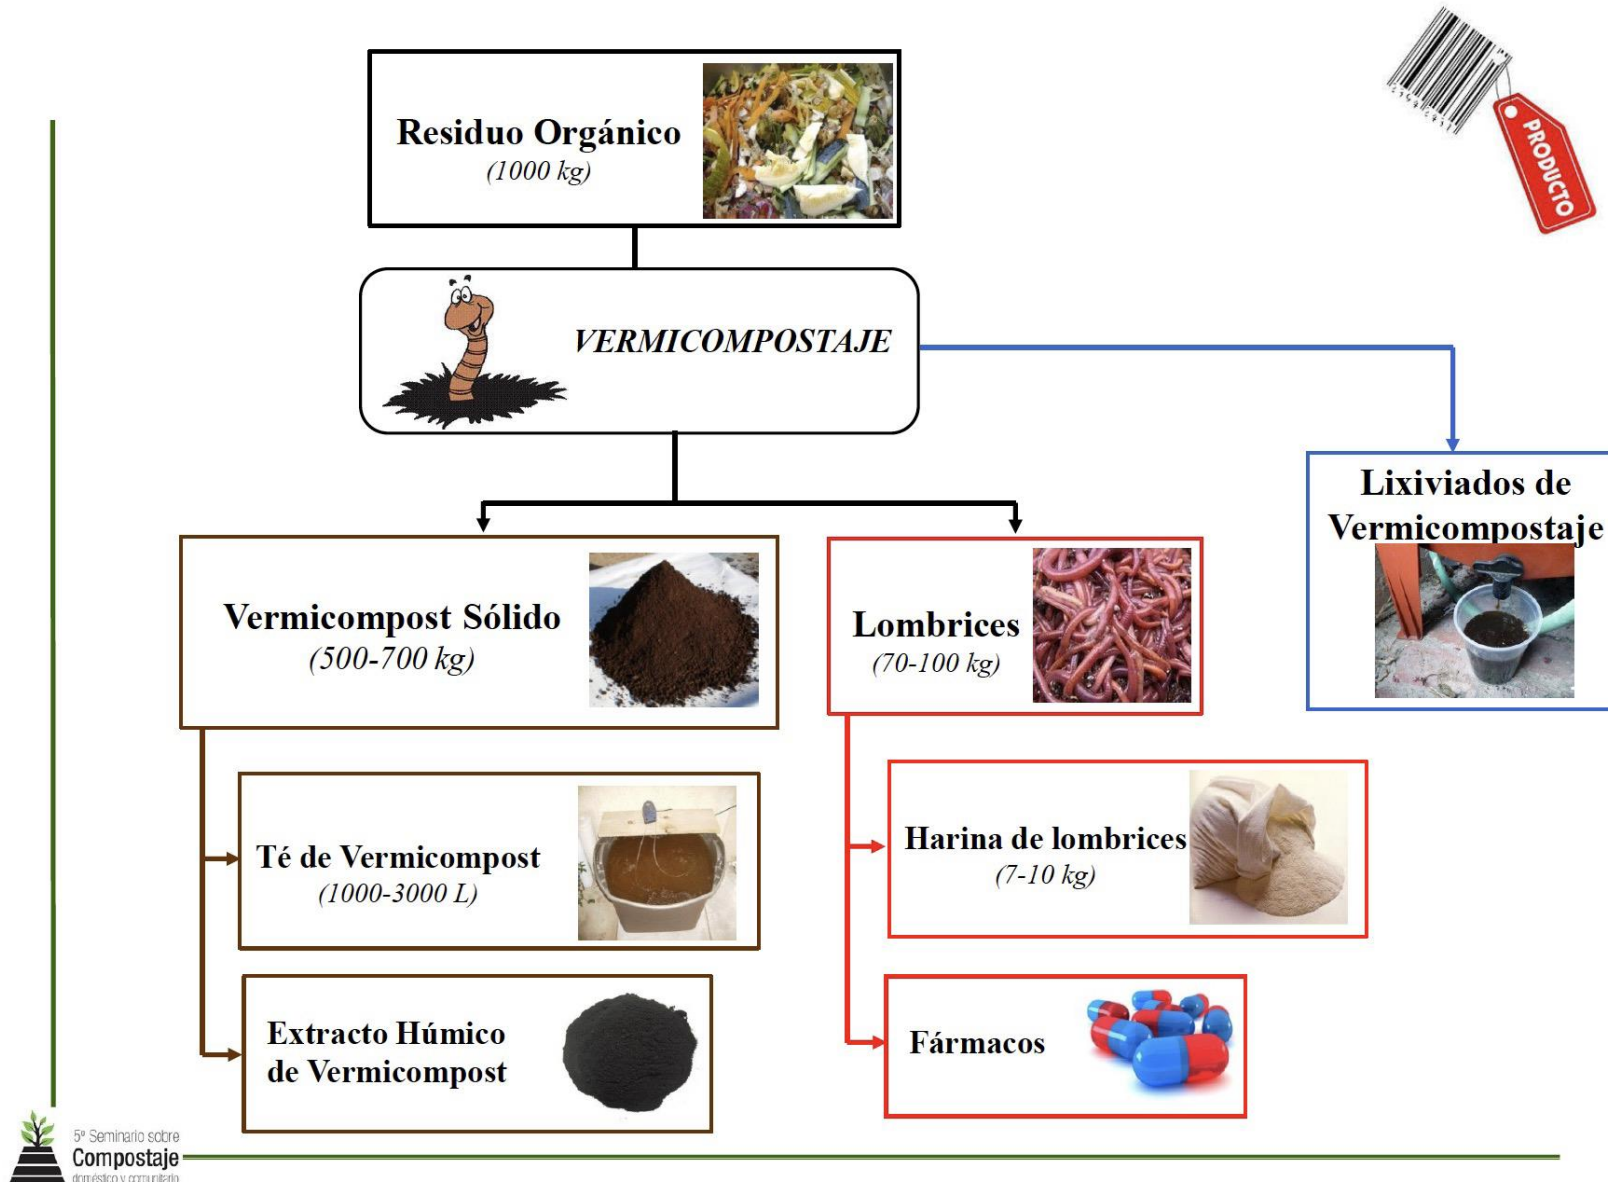 PRODUCTO
Residuo Orgánico
(1000 kg)
VERMICOMPOSTAJE
Lixiviados de
Vermicompostaje
Vermicompost Sólido
(500-700 kg)
Lombrices
(70-100 kg)
Té de Vermicompost
(1000-3000 L)
Harina de lombrices
(7-10 kg)
Extracto Húmico
de Vermicompost
Fármacos
5º Seminario sobre
Compostaje
doméstico y comunitario